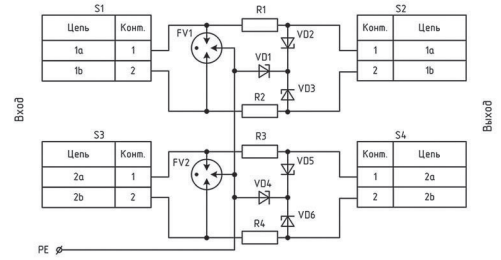 S1
R1
S2
Цепь Конт.
FV1
VD2
Конт. Цепь
1a 1
1 1a
1b 2
VD1
2 1b
VD3
R2
Вход
Выход
S3
R3
S4
Цепь Конт.
FV2
VD5
Конт. Цепь
2a 1
1 2a
2b 2
VD4
2 2b
VD6
R4
PE